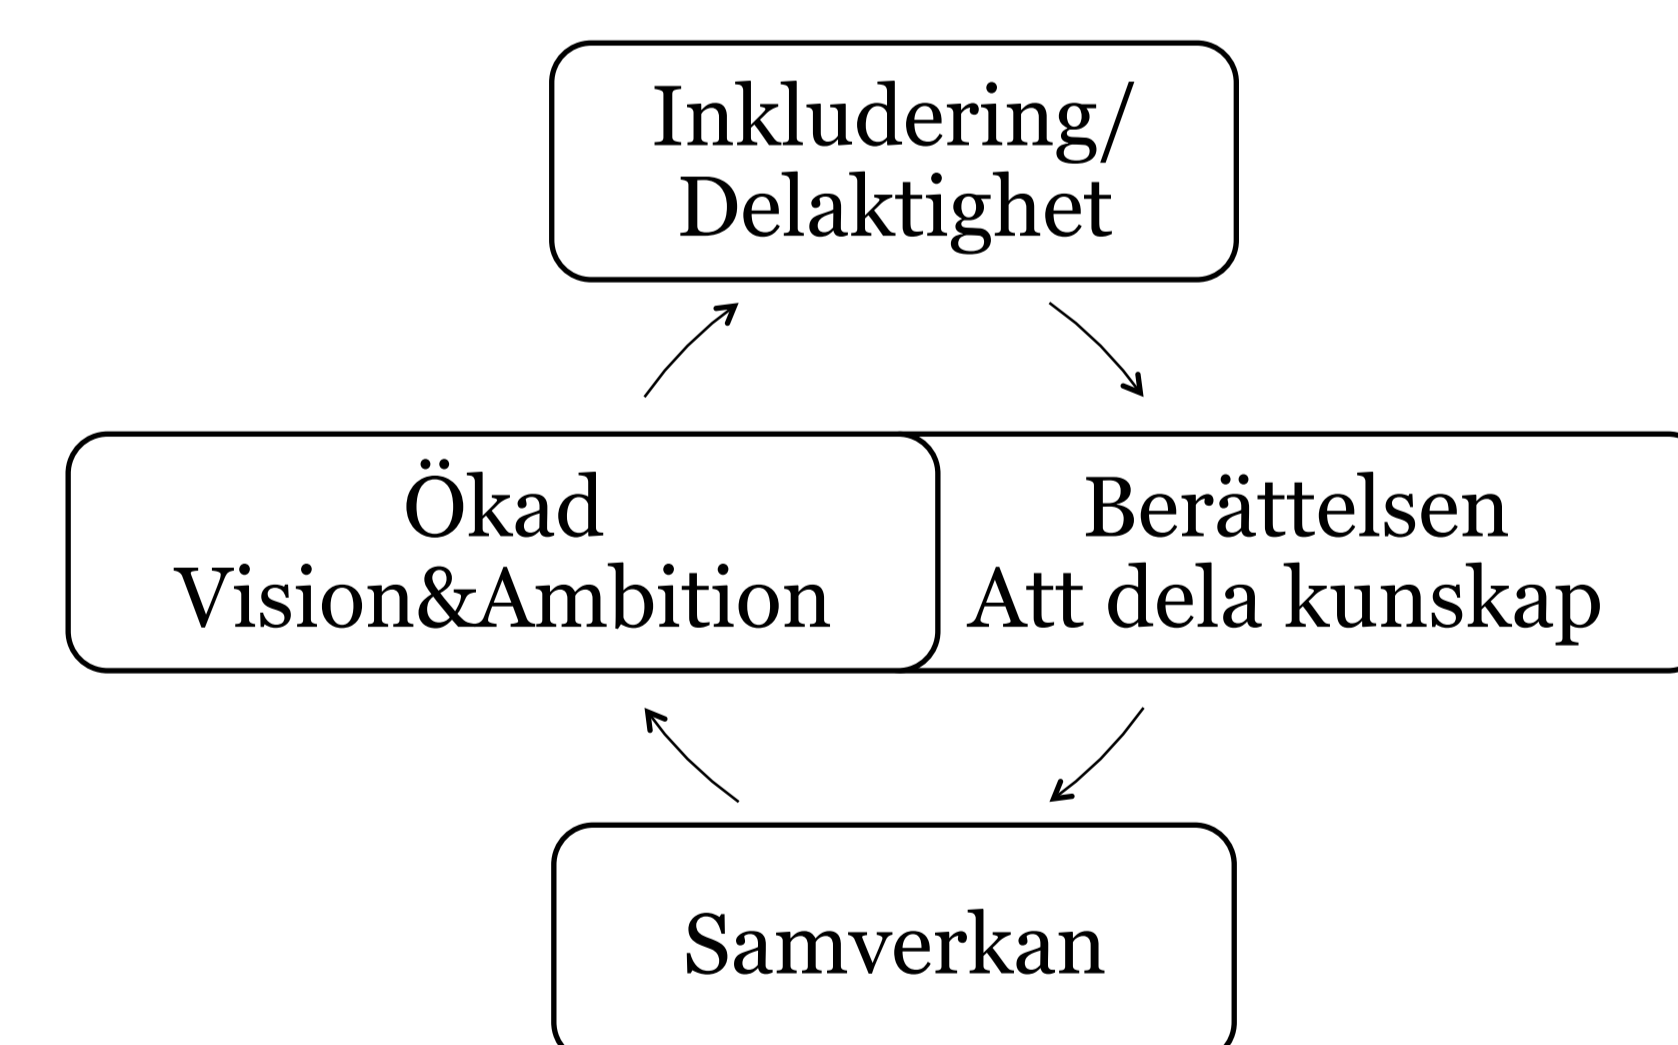 Inkludering/
Delaktighet
Ökad
Vision&Ambition
Berättelsen
Att dela kunskap
Samverkan